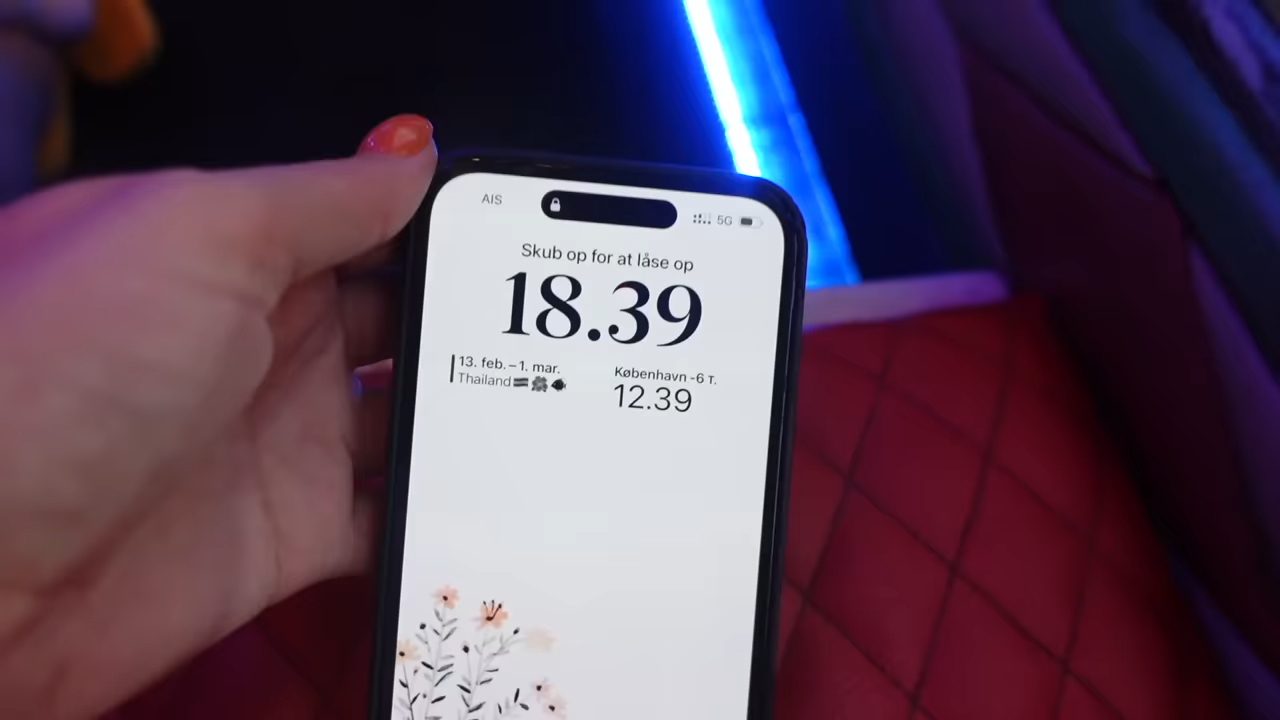 AIS
5G
Skub op for at låse op
18.39
13. feb. – 1. mar.
Thailand
København -6 T.
12.39